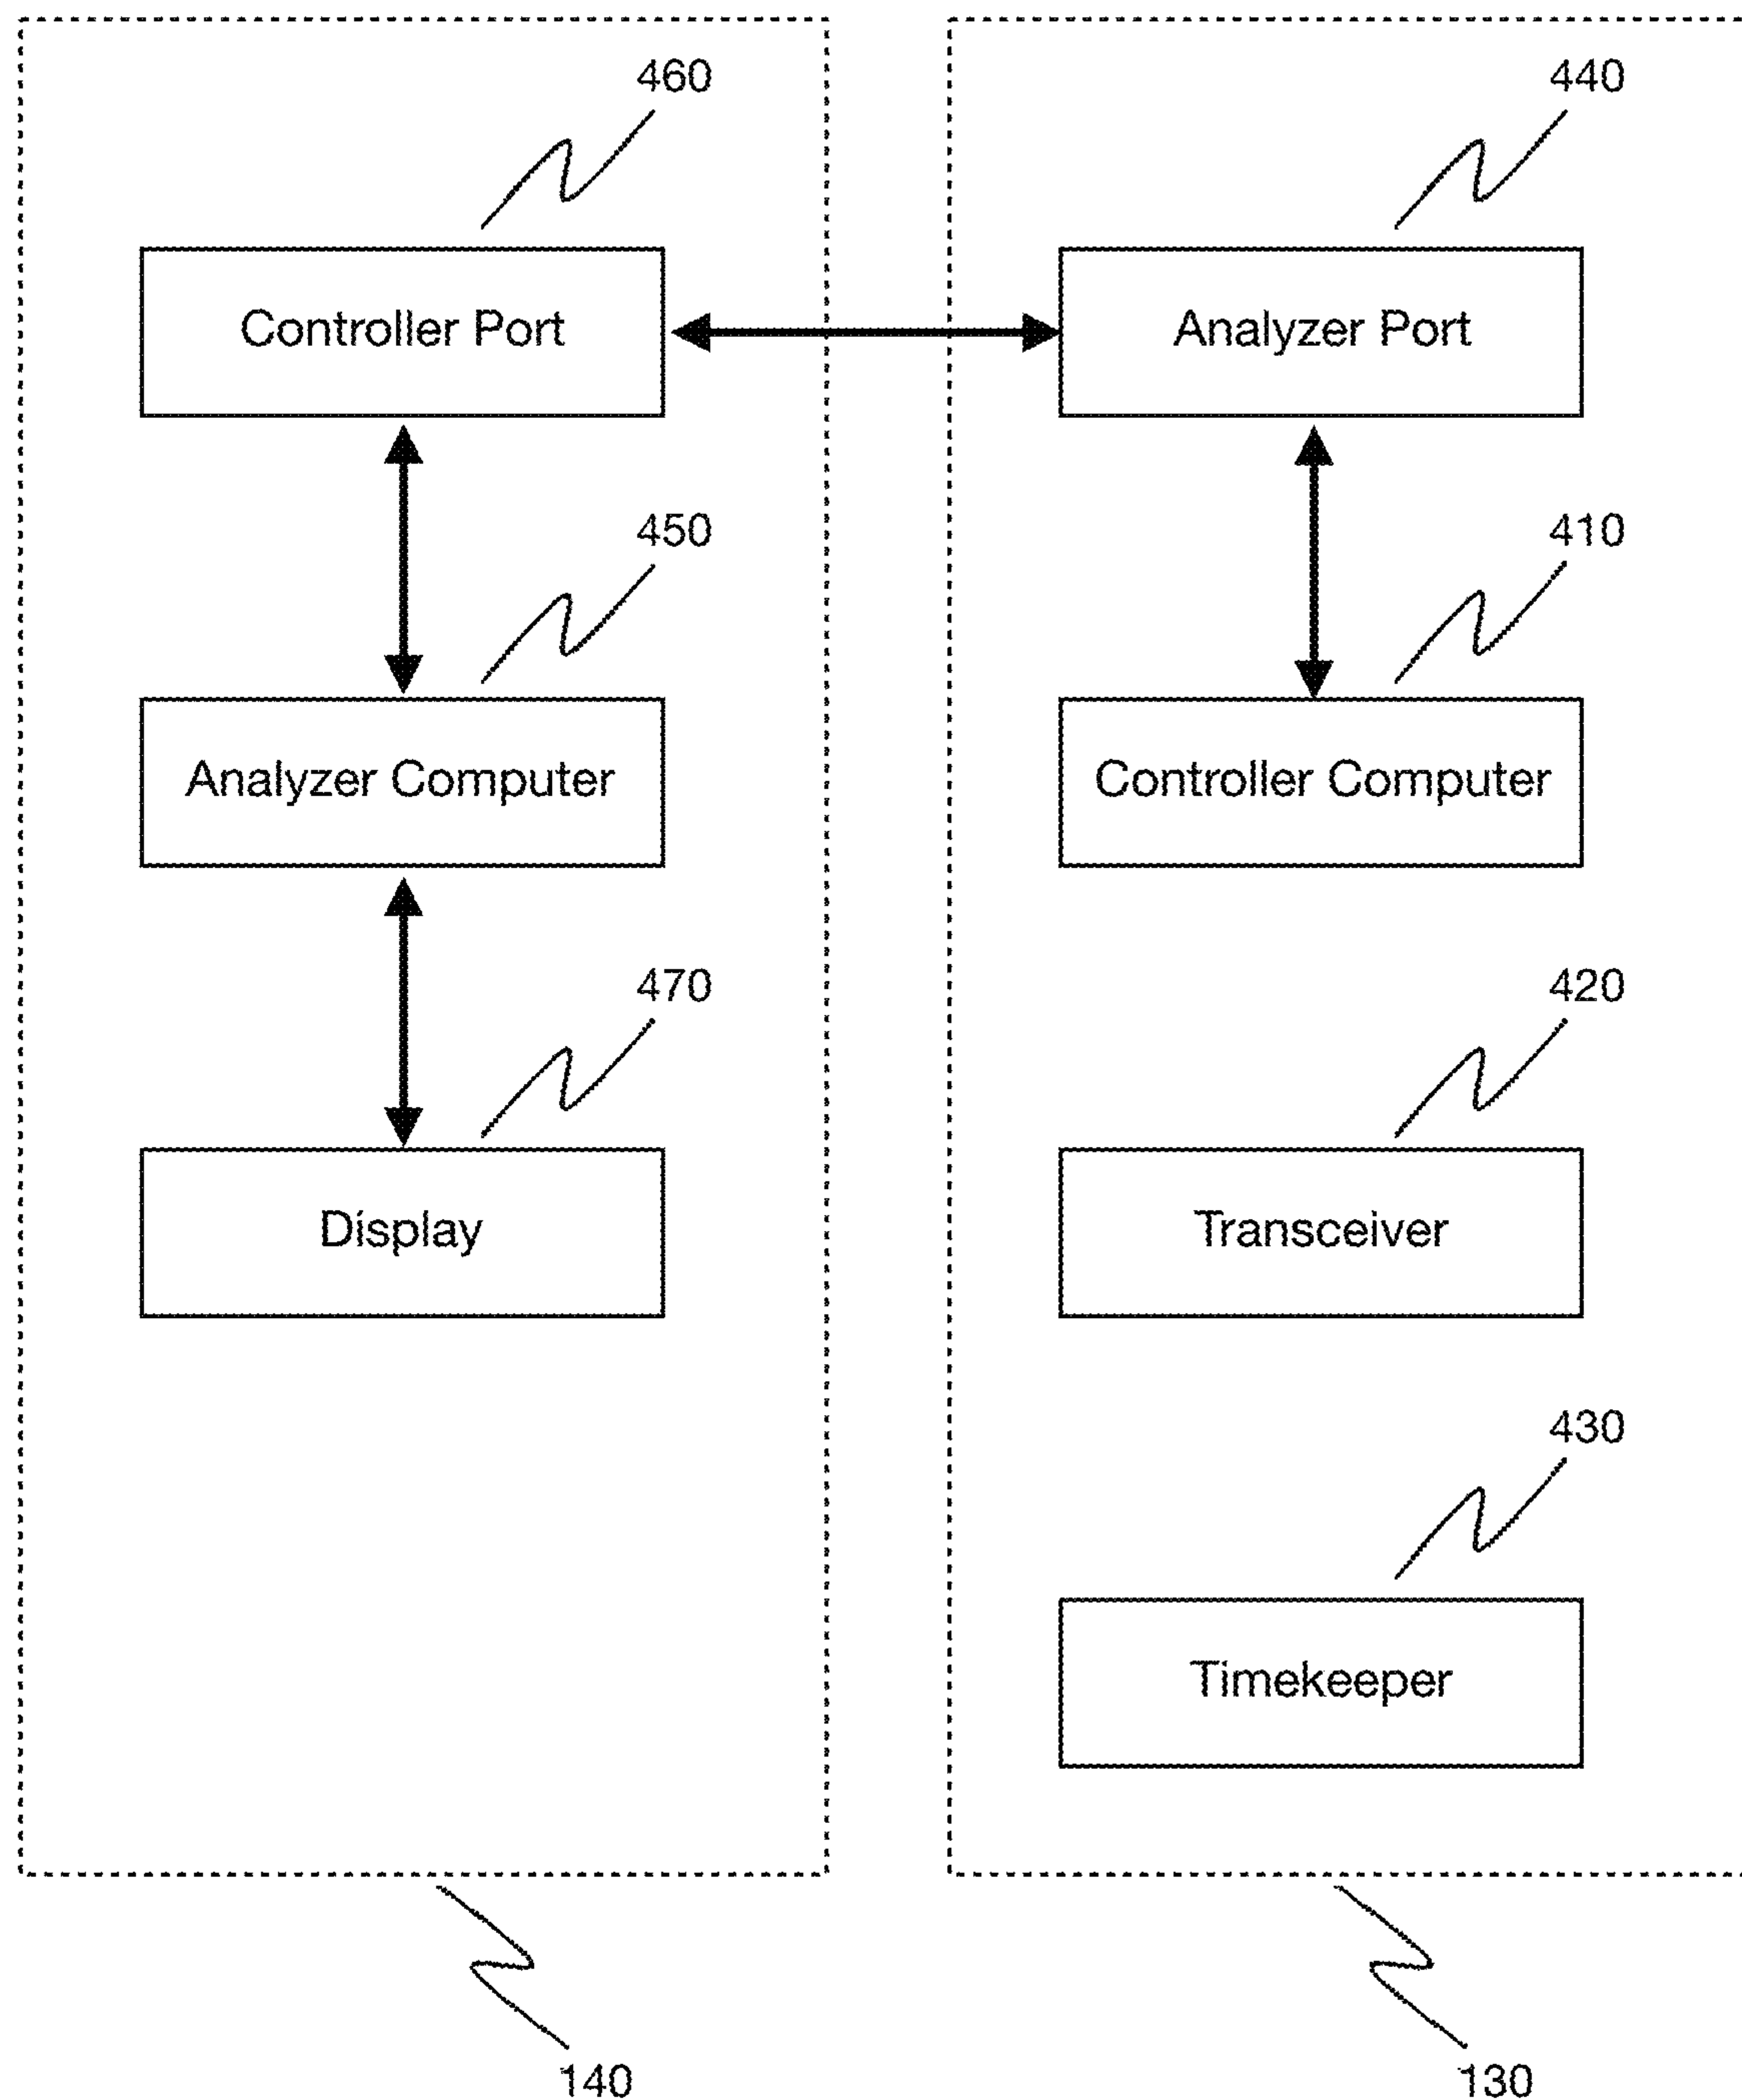 460
440
Controller Port
Analyzer Port
450
410
Analyzer Computer
Controller Computer
470
420
Display
Transceiver
430
Timekeeper
140
130